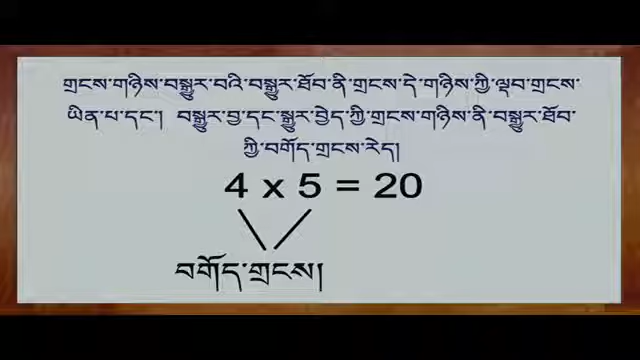 གྲངས་གཉིས་བསྒྱུར་བའི་བསྒྱུར་ཐོབ་ནི་གྲངས་དེ་གཉིས་ཀྱི་ལྡབ་གྲངས་
ཡིན་པ་དང་། བསྒྱུར་བྱ་དང་སྒྱུར་བྱེད་ཀྱི་གྲངས་གཉིས་ནི་བསྒྱུར་ཐོབ་
ཀྱི་བགོད་གྲངས་རེད།
4 x 5 = 20
བགོད་གྲངས།